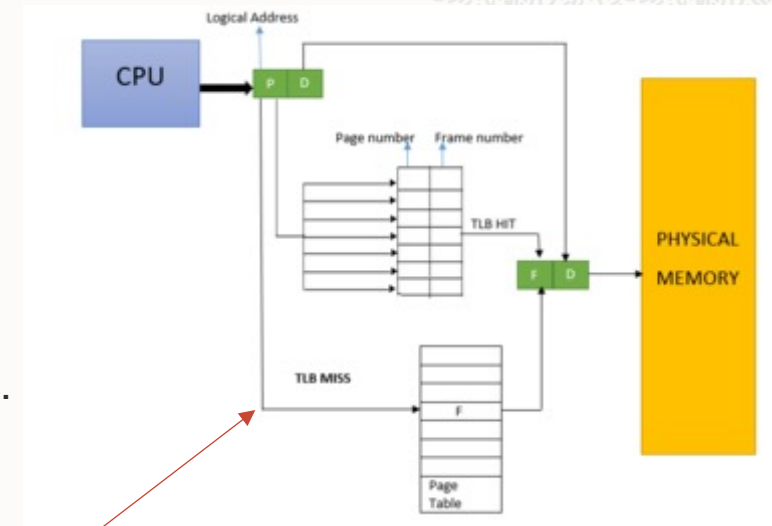 Logical Address
CPU
P D
Page number Frame number
TLB HIT
F D
PHYSICAL
MEMORY
TLB MISS
.
F
Page
Table